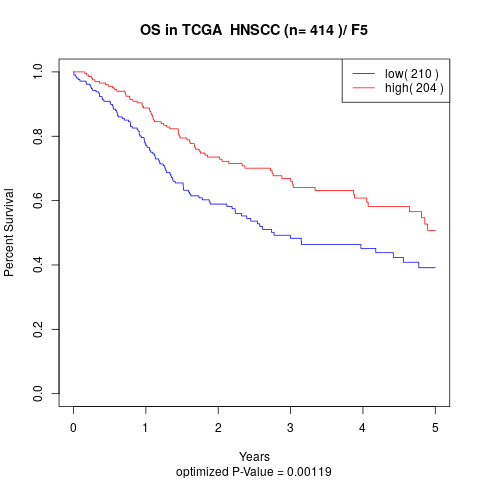 OS in TCGA  HNSCC (n= 414 )/ F5
low( 210 )
high( 204 )
Percent Survival
1.0
0.8
0.6
0.4
0.2
0.0
0 1 2 3 4 5
Years
optimized P-Value = 0.00119